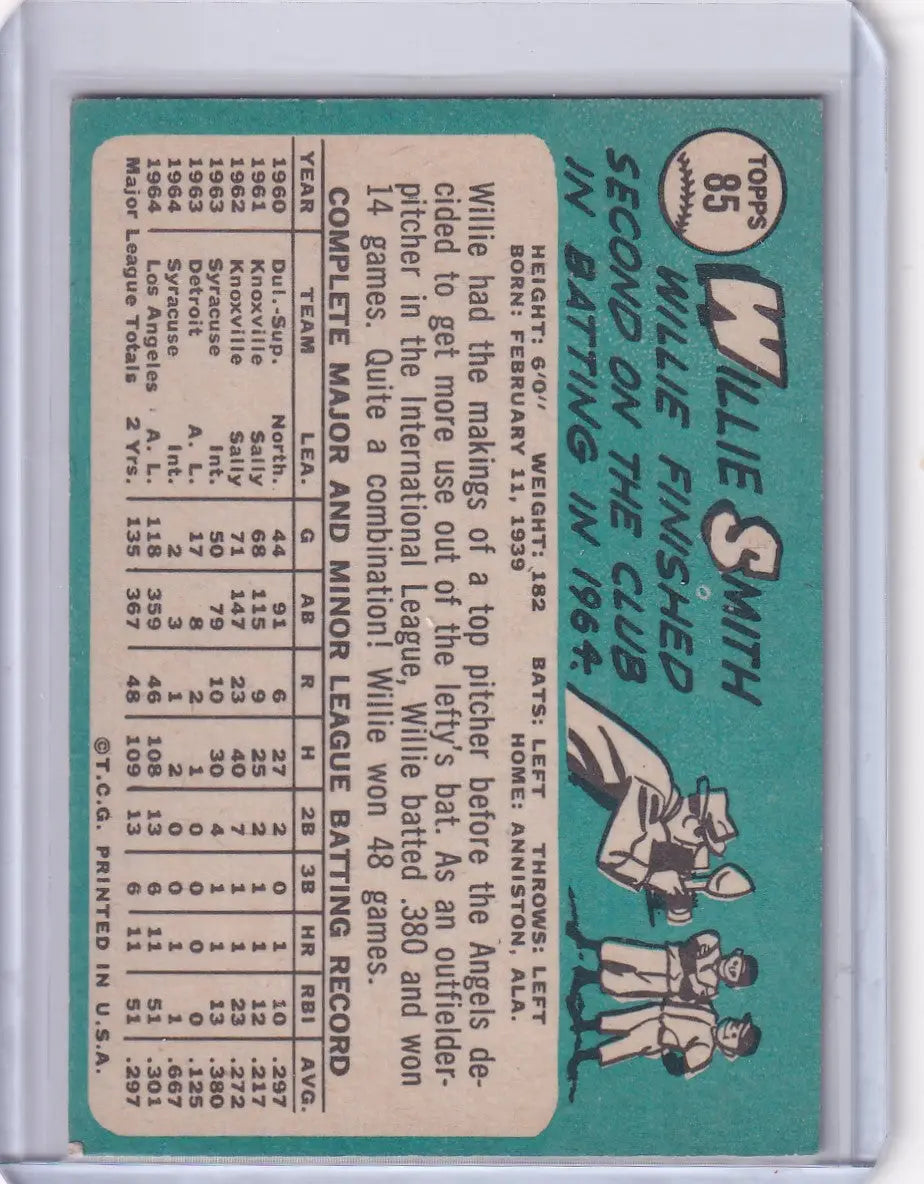 TOPPS
85
WILLIE SMITH
WILLIE FINISHED
SECOND ON THE CLUB
IN BATTING IN 1964.
HEIGHT: 6'0" WEIGHT: 182 BATS: LEFT THROWS: LEFT
BORN: FEBRUARY 11, 1939 HOME: ANNISTON, ALA.
Willie had the makings of a top pitcher before the Angels de-
cided to get more use out of the lefty's bat. As an outfielder-
pitcher in the International League, Willie batted .380 and won
14 games. Quite a combination! Willie won 48 games.
COMPLETE MAJOR AND MINOR LEAGUE BATTING RECORD
YEAR TEAM LEA. G AB R H 2B 3B HR RBI AVG.
1960 Dul.-Sup. North. 44 91 6 27 2 0 1 10 .297
1961 Knoxville Sally 68 115 9 25 2 1 1 12 .217
1962 Knoxville Sally 71 147 23 40 7 1 1 23 .272
1963 Syracuse Int. 50 79 10 30 4 1 1 13 .380
1963 Detroit A. L. 17 8 2 1 0 0 0 0 .125
1964 Syracuse Int. 2 3 1 2 0 0 1 1 .667
1964 Los Angeles A. L. 118 359 46 108 13 6 11 51 .301
Major League Totals 2 Yrs. 135 367 48 109 13 6 11 51 .297
©T.C.G. PRINTED IN U.S.A.